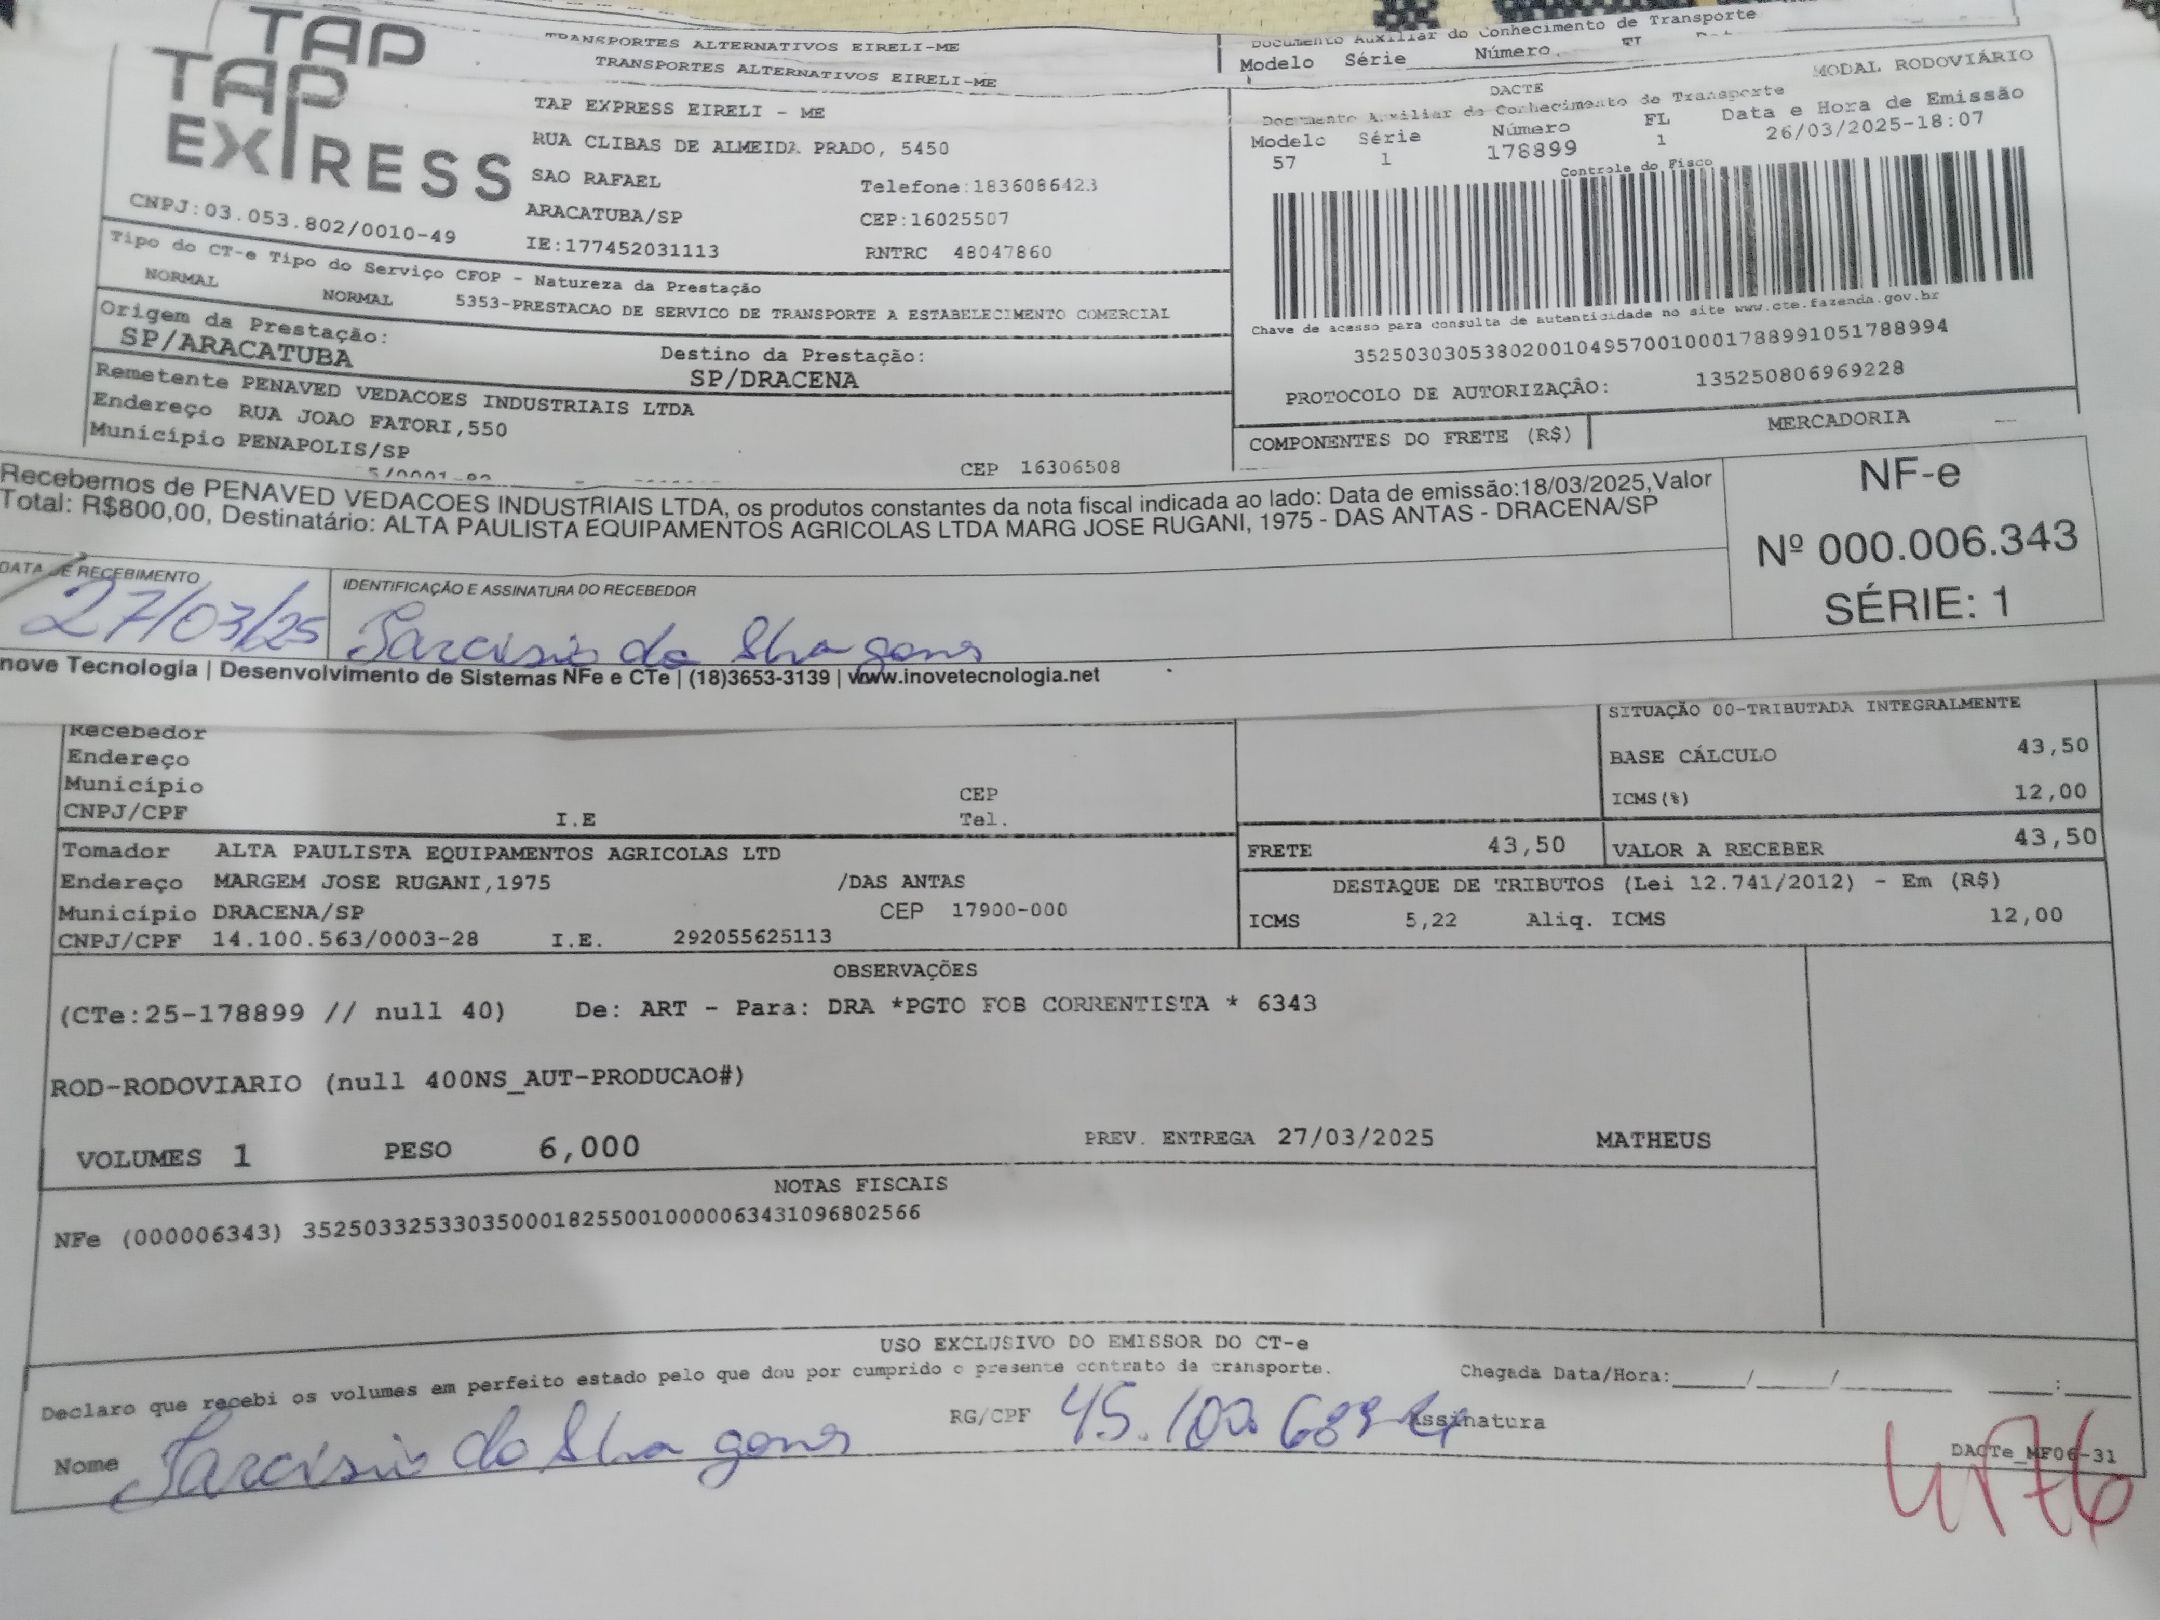 TAP
TRANSPORTES ALTERNATIVOS EIRELI-ME
Documento Auxiliar do Conhecimento de Transporte
Modelo Série Número
TAP
EXPRESS
TRANSPORTES ALTERNATIVOS EIRELI-ME
TAP EXPRESS EIRELI - ME
RUA CLIBAS DE ALMEIDA PRADO, 5450
SAO RAFAEL Telefone:1836086423
ARACATUBA/SP CEP:16025507
CNPJ:03.053.802/0010-49 IE:177452031113 RNTRC 48047860
DACTE MODAL RODOVIÁRIO
Documento Auxiliar de Conhecimento de Transporte
Modelo Série Número FL Data e Hora de Emissão
57 1 178899 1 26/03/2025-18:07
Controle do Fisco
Chave de acesso para consulta de autenticidade no site www.cte.fazenda.gov.br
35250303053802001049570010001788991051788994
PROTOCOLO DE AUTORIZAÇÃO: 135250806969228
Tipo do CT-e Tipo do Serviço CFOP - Natureza da Prestação
NORMAL NORMAL 5353-PRESTACAO DE SERVICO DE TRANSPORTE A ESTABELECIMENTO COMERCIAL
Origem da Prestação: Destino da Prestação:
SP/ARACATUBA SP/DRACENA
Remetente PENAVED VEDACOES INDUSTRIAIS LTDA
Endereço RUA JOAO FATORI,550
Município PENAPOLIS/SP CEP 16306508
COMPONENTES DO FRETE (R$) MERCADORIA
Recebemos de PENAVED VEDACOES INDUSTRIAIS LTDA, os produtos constantes da nota fiscal indicada ao lado: Data de emissão:18/03/2025,Valor
Total: R$800,00, Destinatário: ALTA PAULISTA EQUIPAMENTOS AGRICOLAS LTDA MARG JOSE RUGANI, 1975 - DAS ANTAS - DRACENA/SP
NF-e
Nº 000.006.343
SÉRIE: 1
DATA DE RECEBIMENTO IDENTIFICAÇÃO E ASSINATURA DO RECEBEDOR
27/03/25 Tarcisio da
nove Tecnologia | Desenvolvimento de Sistemas NFe e CTe | (18)3653-3139 | www.inovetecnologia.net
Recebedor
Endereço
Município CEP
CNPJ/CPF I.E Tel.
SITUAÇÃO 00-TRIBUTADA INTEGRALMENTE
BASE CÁLCULO 43,50
ICMS(%) 12,00
FRETE 43,50 VALOR A RECEBER 43,50
Tomador ALTA PAULISTA EQUIPAMENTOS AGRICOLAS LTD
Endereço MARGEM JOSE RUGANI,1975 /DAS ANTAS
Município DRACENA/SP CEP 17900-000
CNPJ/CPF 14.100.563/0003-28 I.E. 292055625113
DESTAQUE DE TRIBUTOS (Lei 12.741/2012) - Em (R$)
ICMS 5,22 Aliq. ICMS 12,00
OBSERVAÇÕES
(CTe:25-178899 // null 40) De: ART - Para: DRA *PGTO FOB CORRENTISTA * 6343
ROD-RODOVIARIO (null 400NS_AUT-PRODUCAO#)
VOLUMES 1 PESO 6,000 PREV. ENTREGA 27/03/2025 MATHEUS
NOTAS FISCAIS
NFe (000006343) 35250332533035000182550010000063431096802566
USO EXCLUSIVO DO EMISSOR DO CT-e
Declaro que recebi os volumes em perfeito estado pelo que dou por cumprido o presente contrato de transporte. Chegada Data/Hora:____/____/____ ____:____
Nome Tarcisio da RG/CPF 45.100.689 Assinatura
DACTe_MF06-31